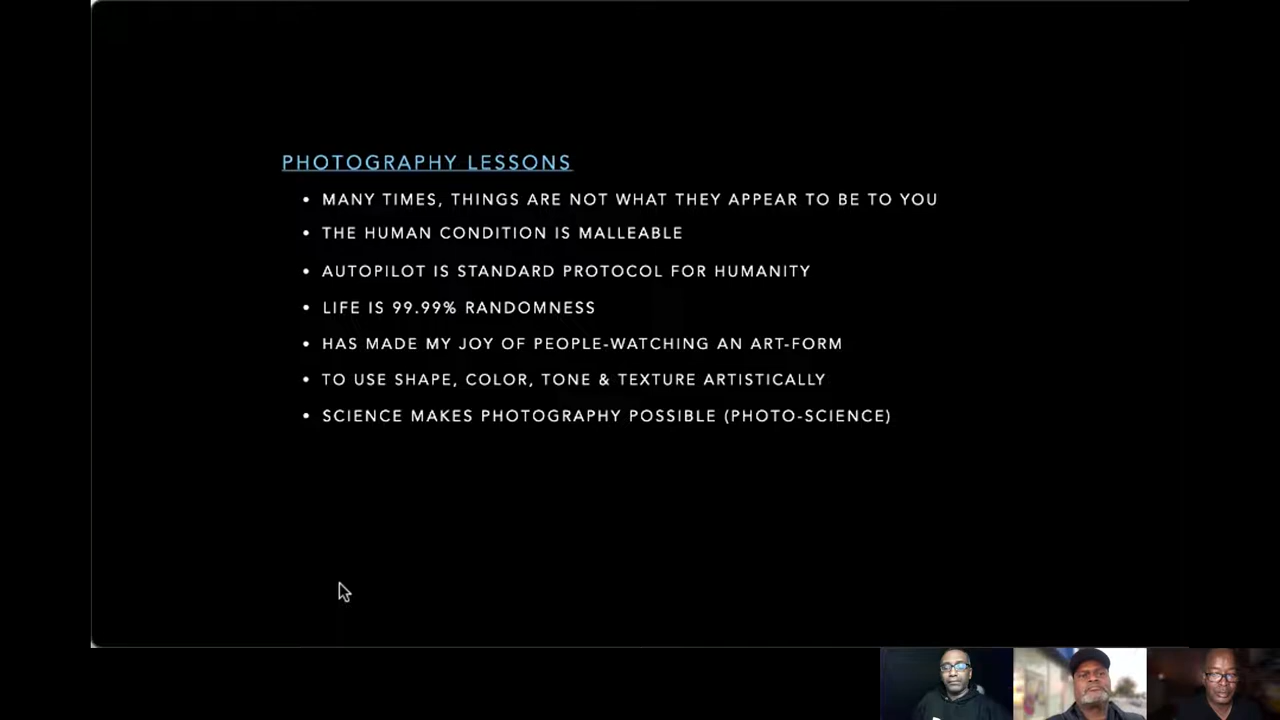 PHOTOGRAPHY LESSONS
• MANY TIMES, THINGS ARE NOT WHAT THEY APPEAR TO BE TO YOU
• THE HUMAN CONDITION IS MALLEABLE
• AUTOPILOT IS STANDARD PROTOCOL FOR HUMANITY
• LIFE IS 99.99% RANDOMNESS
• HAS MADE MY JOY OF PEOPLE-WATCHING AN ART-FORM
• TO USE SHAPE, COLOR, TONE & TEXTURE ARTISTICALLY
• SCIENCE MAKES PHOTOGRAPHY POSSIBLE (PHOTO-SCIENCE)